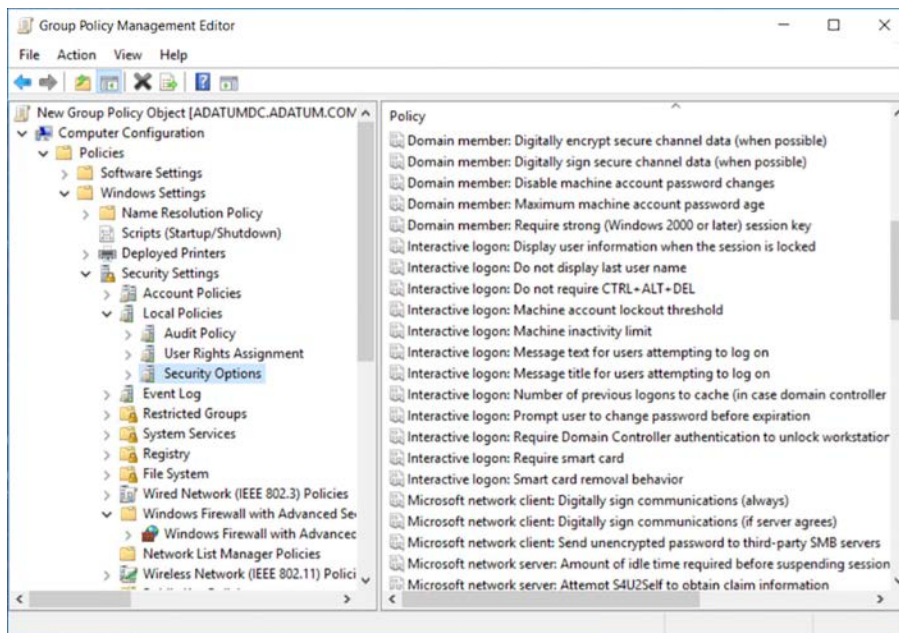 Group Policy Management Editor
File Action View Help
New Group Policy Object [ADATUMDC.ADATUM.COM
Computer Configuration
Policies
Software Settings
Windows Settings
Name Resolution Policy
Scripts (Startup/Shutdown)
Deployed Printers
Security Settings
Account Policies
Local Policies
Audit Policy
User Rights Assignment
Security Options
Event Log
Restricted Groups
System Services
Registry
File System
Wired Network (IEEE 802.3) Policies
Windows Firewall with Advanced Se
Windows Firewall with Advanced
Network List Manager Policies
Wireless Network (IEEE 802.11) Polici
Policy
Domain member: Digitally encrypt secure channel data (when possible)
Domain member: Digitally sign secure channel data (when possible)
Domain member: Disable machine account password changes
Domain member: Maximum machine account password age
Domain member: Require strong (Windows 2000 or later) session key
Interactive logon: Display user information when the session is locked
Interactive logon: Do not display last user name
Interactive logon: Do not require CTRL+ALT+DEL
Interactive logon: Machine account lockout threshold
Interactive logon: Machine inactivity limit
Interactive logon: Message text for users attempting to log on
Interactive logon: Message title for users attempting to log on
Interactive logon: Number of previous logons to cache (in case domain controller
Interactive logon: Prompt user to change password before expiration
Interactive logon: Require Domain Controller authentication to unlock workstation
Interactive logon: Require smart card
Interactive logon: Smart card removal behavior
Microsoft network client: Digitally sign communications (always)
Microsoft network client: Digitally sign communications (if server agrees)
Microsoft network client: Send unencrypted password to third-party SMB servers
Microsoft network server: Amount of idle time required before suspending session
Microsoft network server: Attempt S4U2Self to obtain claim information